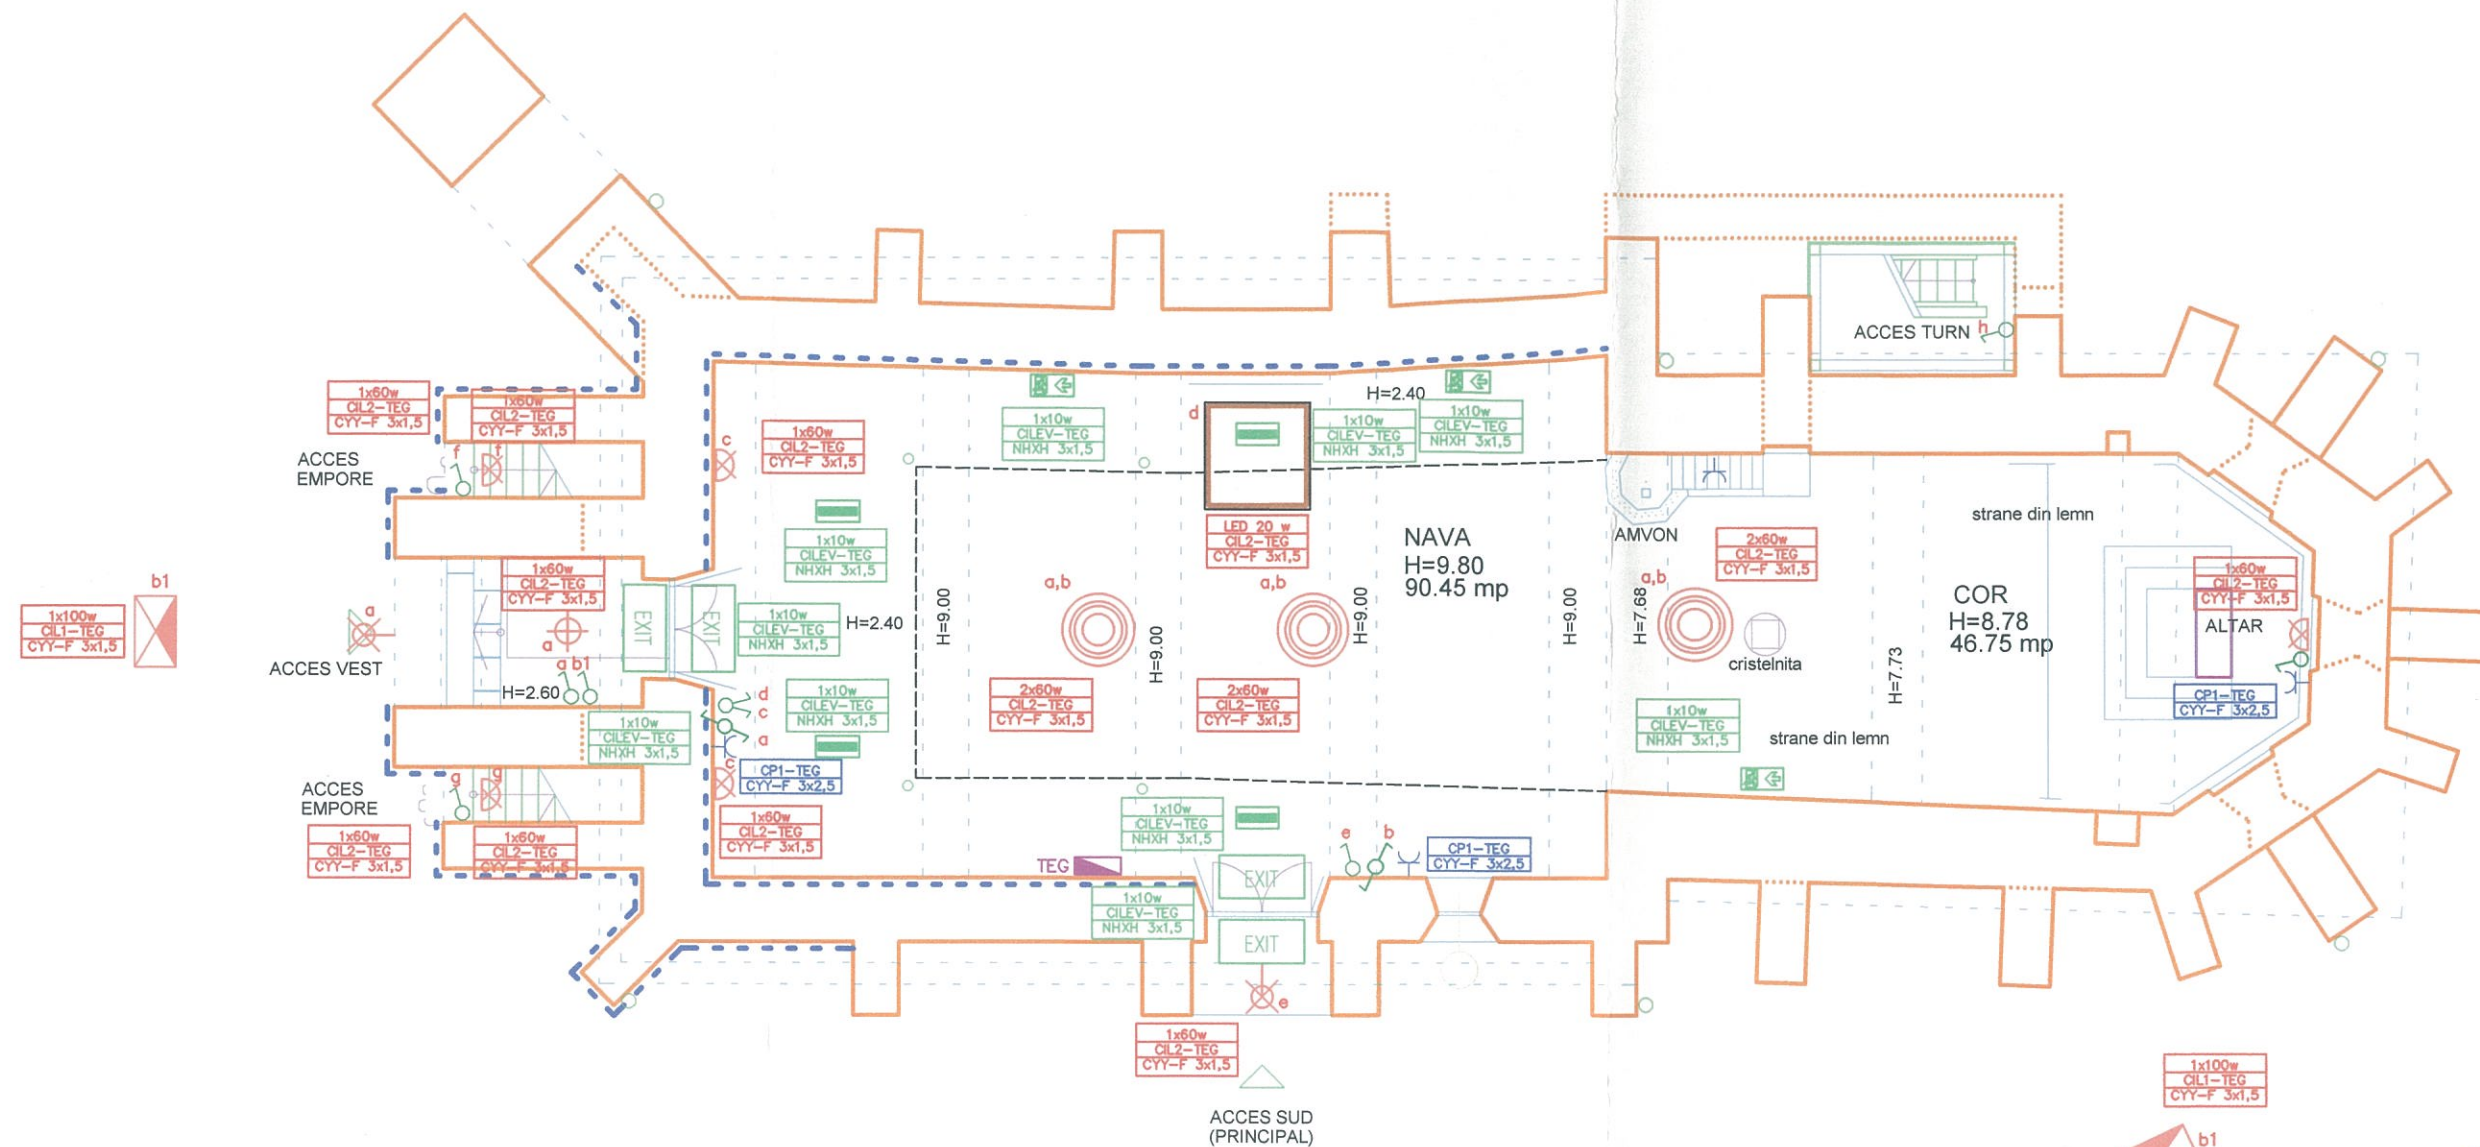 ACCES TURN
h
1x60w
CIL2-TEG
CYY-F 3x1,5
1x60w
CIL2-TEG
CYY-F 3x1,5
H=2.40
d
1x10w
CILEV-TEG
NHXH 3x1,5
1x10w
CILEV-TEG
NHXH 3x1,5
1x10w
CILEV-TEG
NHXH 3x1,5
c
1x60w
CIL2-TEG
CYY-F 3x1,5
ACCES
EMPORE
f
f
1x10w
CILEV-TEG
NHXH 3x1,5
LED 20 w
CIL2-TEG
CYY-F 3x1,5
NAVA
H=9.80
90.45 mp
AMVON
strane din lemn
2x60w
CIL2-TEG
CYY-F 3x1,5
1x60w
CIL2-TEG
CYY-F 3x1,5
b1
1x100w
CIL1-TEG
CYY-F 3x1,5
a
ACCES VEST
1x60w
CIL2-TEG
CYY-F 3x1,5
a
a b1
H=2.60
EXIT
EXIT
1x10w
CILEV-TEG
NHXH 3x1,5
H=2.40
H=9.00
a,b
H=9.00
a,b
H=9.00
H=9.00
H=7.68
a,b
cristelnita
H=7.73
COR
H=8.78
46.75 mp
ALTAR
CP1-TEG
CYY-F 3x2,5
d
c
a
1x10w
CILEV-TEG
NHXH 3x1,5
2x60w
CIL2-TEG
CYY-F 3x1,5
2x60w
CIL2-TEG
CYY-F 3x1,5
1x10w
CILEV-TEG
NHXH 3x1,5
strane din lemn
1x10w
CILEV-TEG
NHXH 3x1,5
ACCES
EMPORE
g
g
c
CP1-TEG
CYY-F 3x2,5
1x60w
CIL2-TEG
CYY-F 3x1,5
1x60w
CIL2-TEG
CYY-F 3x1,5
1x60w
CIL2-TEG
CYY-F 3x1,5
1x10w
CILEV-TEG
NHXH 3x1,5
TEG
e
b
CP1-TEG
CYY-F 3x2,5
EXIT
1x10w
CILEV-TEG
NHXH 3x1,5
EXIT
e
1x60w
CIL2-TEG
CYY-F 3x1,5
ACCES SUD
(PRINCIPAL)
1x100w
CIL1-TEG
CYY-F 3x1,5
b1